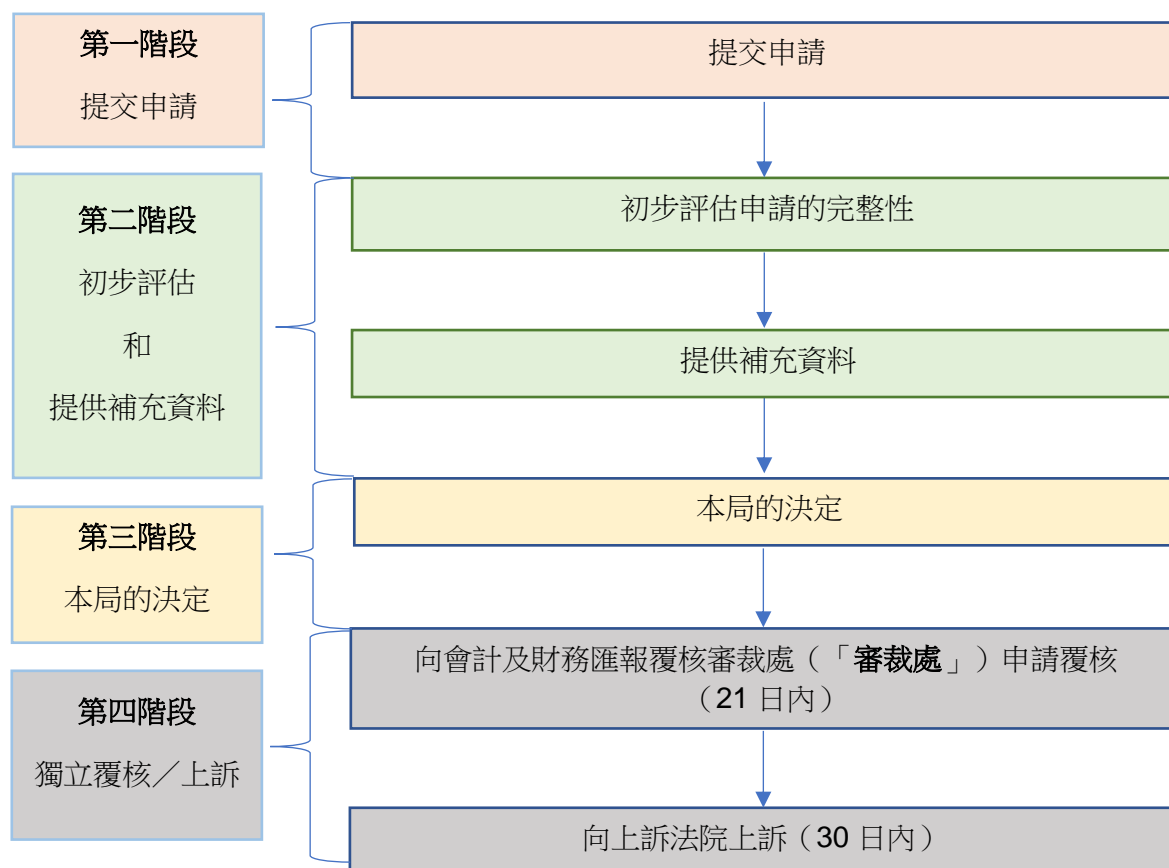 第一階段
提交申請
提交申請
第二階段
初步評估
和
提供補充資料
初步評估申請的完整性
提供補充資料
第三階段
本局的決定
本局的決定
第四階段
獨立覆核／上訴
向會計及財務匯報覆核審裁處（「審裁處」）申請覆核
（21 日內）
向上訴法院上訴（30 日內）